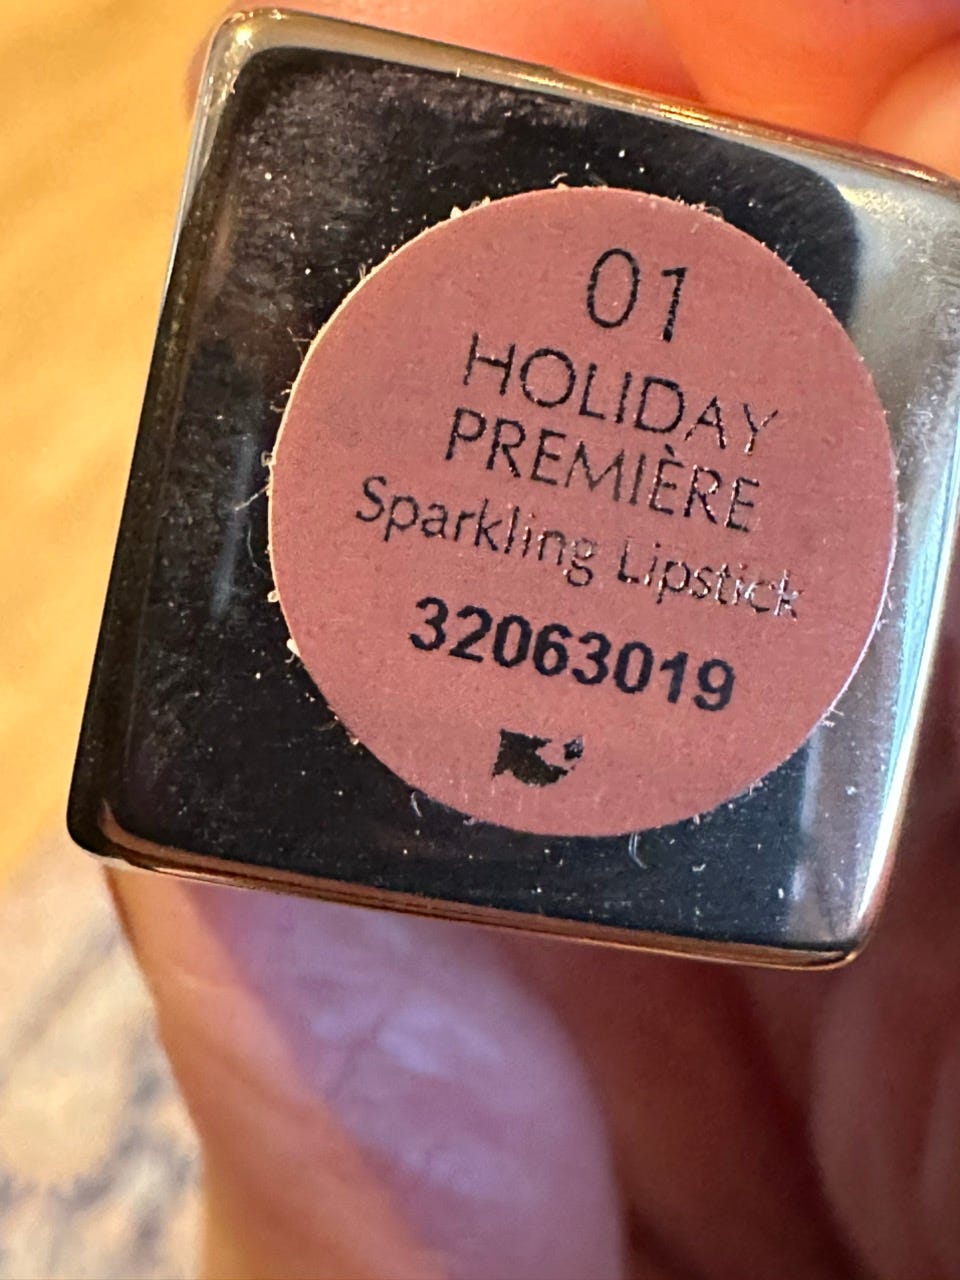 01
HOLIDAY
PREMIÈRE
Sparkling Lipstick
32063019